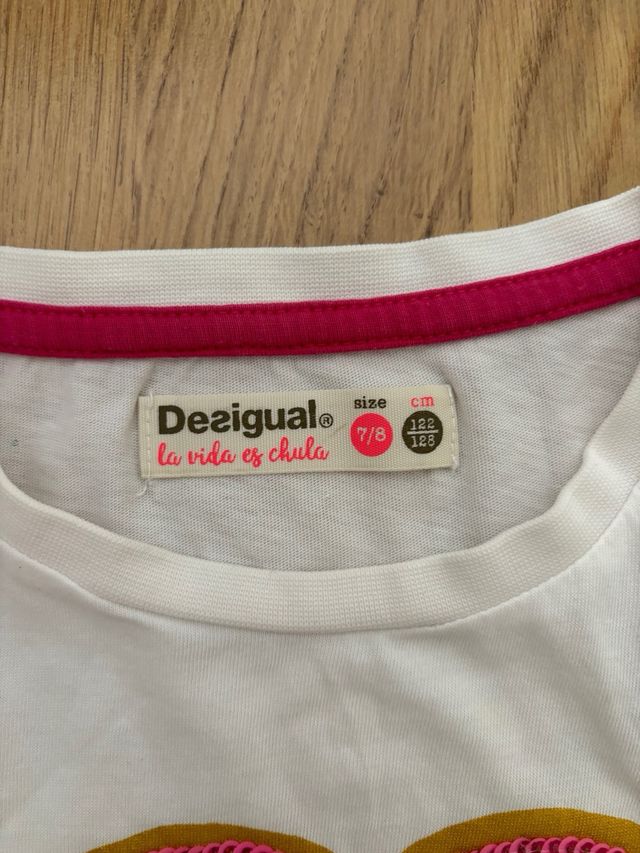 Desigual®
la vida es chula
size
7/8
cm
122
128